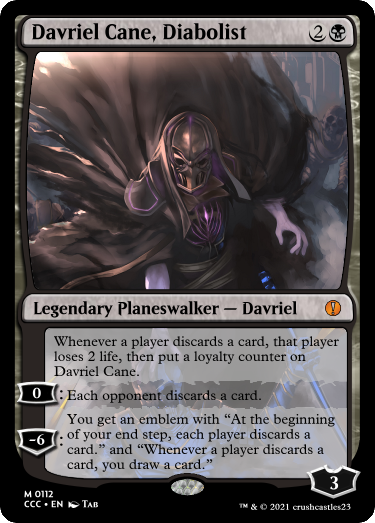 Davriel Cane, Diabolist 2
Legendary Planeswalker — Davriel
Whenever a player discards a card, that player
loses 2 life, then put a loyalty counter on
Davriel Cane.
0 : Each opponent discards a card.
You get an emblem with “At the beginning
-6 : of your end step, each player discards a
card.” and “Whenever a player discards a
card, you draw a card.”
3
M 0112
CCC • EN TAB
™ & © 2021 crushcastles23